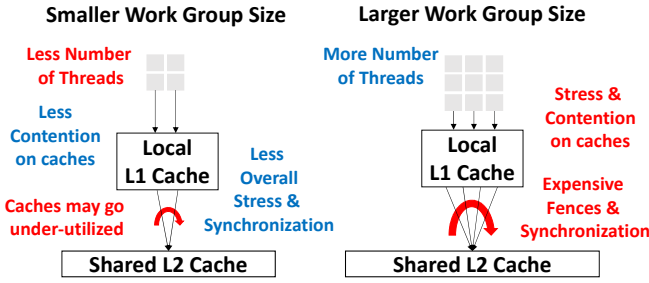 Smaller Work Group Size
Less Number
of Threads
Less
Contention
on caches
Local
L1 Cache
Less
Overall
Stress &
Synchronization
Caches may go
under-utilized
Shared L2 Cache
Larger Work Group Size
More Number
of Threads
Stress &
Contention
on caches
Local
L1 Cache
Expensive
Fences &
Synchronization
Shared L2 Cache